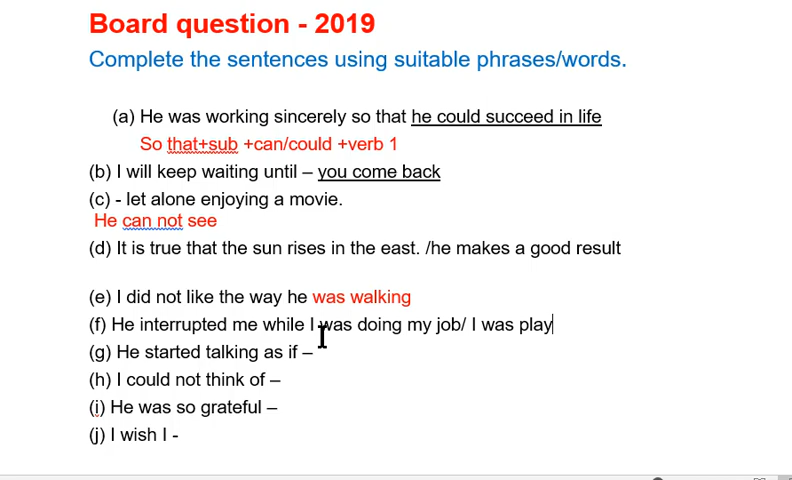 Board question - 2019
Complete the sentences using suitable phrases/words.
(a) He was working sincerely so that he could succeed in life
So that+sub +can/could +verb 1
(b) I will keep waiting until – you come back
(c) - let alone enjoying a movie.
He can not see
(d) It is true that the sun rises in the east. /he makes a good result
(e) I did not like the way he was walking
(f) He interrupted me while I was doing my job/ I was play
(g) He started talking as if –
(h) I could not think of –
(i) He was so grateful –
(j) I wish I -